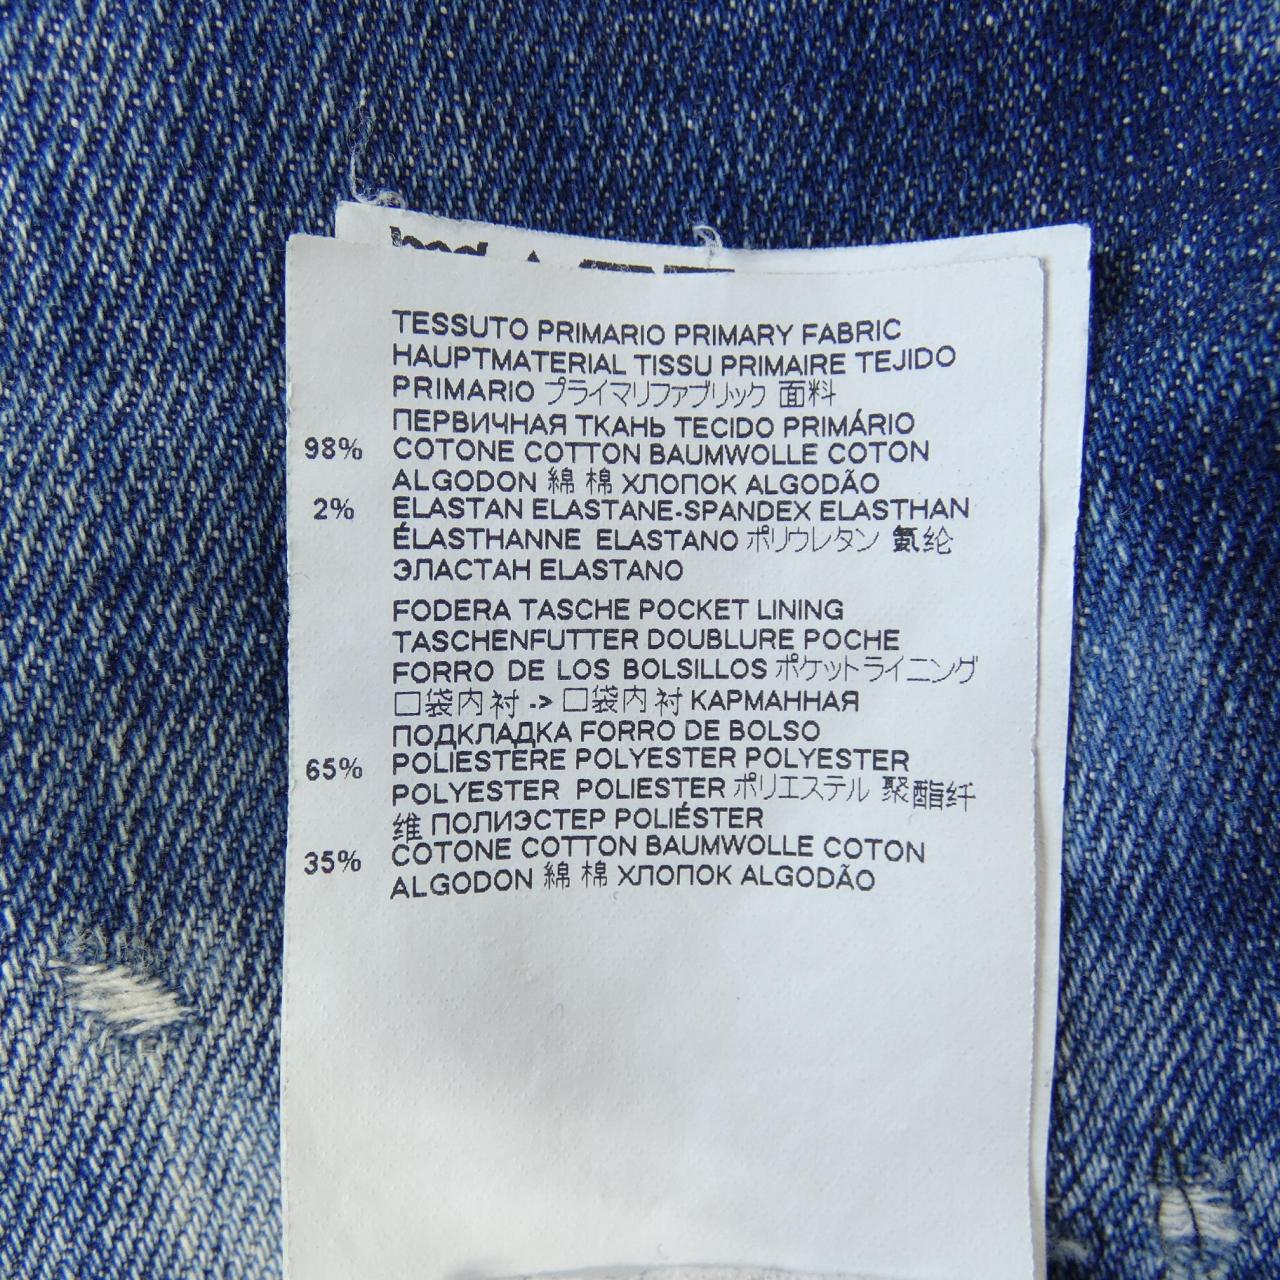 TESSUTO PRIMARIO PRIMARY FABRIC
HAUPTMATERIAL TISSU PRIMAIRE TEJIDO
PRIMARIO プライマリファブリック 面料
ПЕРВИЧНАЯ ТКАНЬ TECIDO PRIMÁRIO
98% COTONE COTTON BAUMWOLLE COTON
ALGODON 綿 棉 ХЛОПОК ALGODÃO
2% ELASTAN ELASTANE-SPANDEX ELASTHAN
ÉLASTHANNE ELASTANO ポリウレタン 氨纶
ЭЛАСТАН ELASTANO
FODERA TASCHE POCKET LINING
TASCHENFUTTER DOUBLURE POCHE
FORRO DE LOS BOLSILLOS ポケットライニング
口袋内衬 -> 口袋内衬 КАРМАННАЯ
ПОДКЛАДКА FORRO DE BOLSO
65% POLIESTERE POLYESTER POLYESTER
POLYESTER POLIESTER ポリエステル 聚酯纤
维 ПОЛИЭСТЕР POLIÉSTER
35% COTONE COTTON BAUMWOLLE COTON
ALGODON 綿 棉 ХЛОПОК ALGODÃO